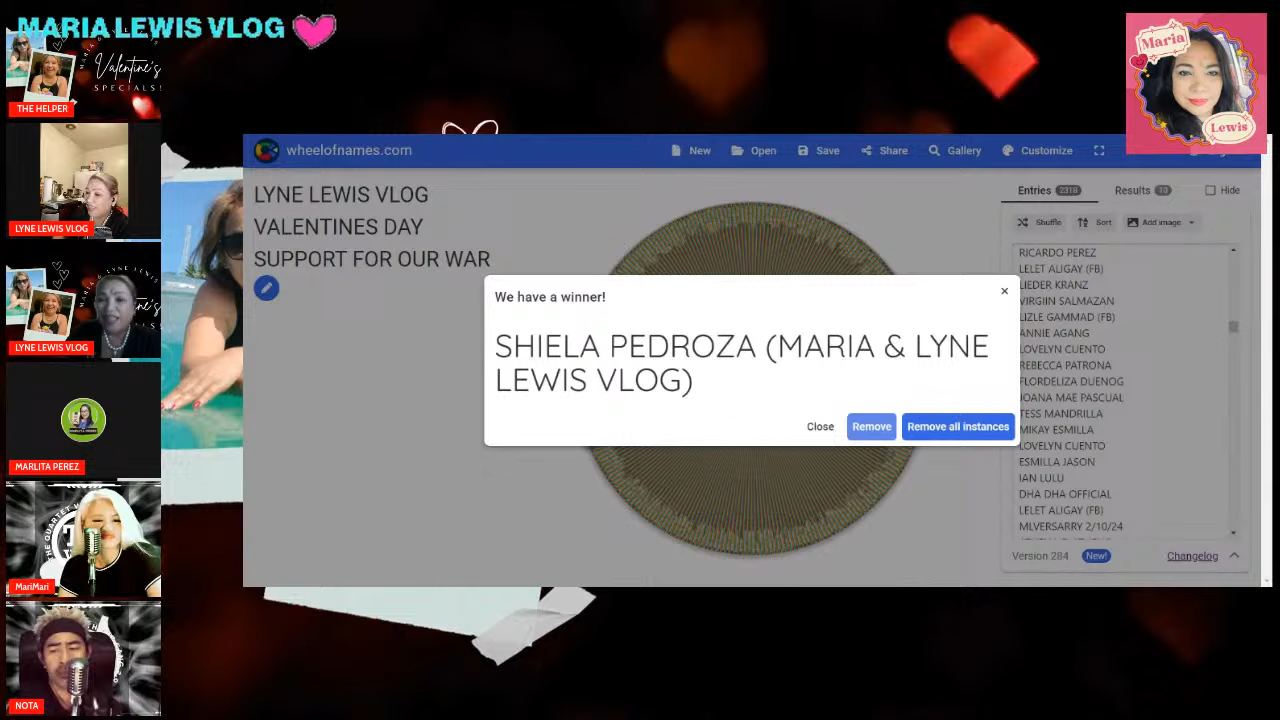 MARIA LEWIS VLOG
Maria
Lewis
Valentine's
SPECIALS!
THE HELPER
LYNE LEWIS VLOG
LYNE LEWIS VLOG
MARLITA PEREZ
MariMari
NOTA
wheelofnames.com
New
Open
Save
Share
Gallery
Customize
LYNE LEWIS VLOG
VALENTINES DAY
SUPPORT FOR OUR WAR
We have a winner!
×
SHIELA PEDROZA (MARIA & LYNE
LEWIS VLOG)
Close
Remove
Remove all instances
Entries 2318
Results 13
Hide
Shuffle
Sort
Add image
RICARDO PEREZ
LELET ALIGAY (FB)
LIEDER KRANZ
VIRGIN SALMAZAN
LIZLE GAMMAD (FB)
ANNIE AGANG
LOVELYN CUENTO
REBECCA PATRONA
FLORDELIZA DUENOG
JOANA MAE PASCUAL
TESS MANDRILLA
MIKAY ESMILLA
LOVELYN CUENTO
ESMILLA JASON
IAN LULU
DHA DHA OFFICIAL
LELET ALIGAY (FB)
MLVERSARRY 2/10/24
Version 284
New!
Changelog